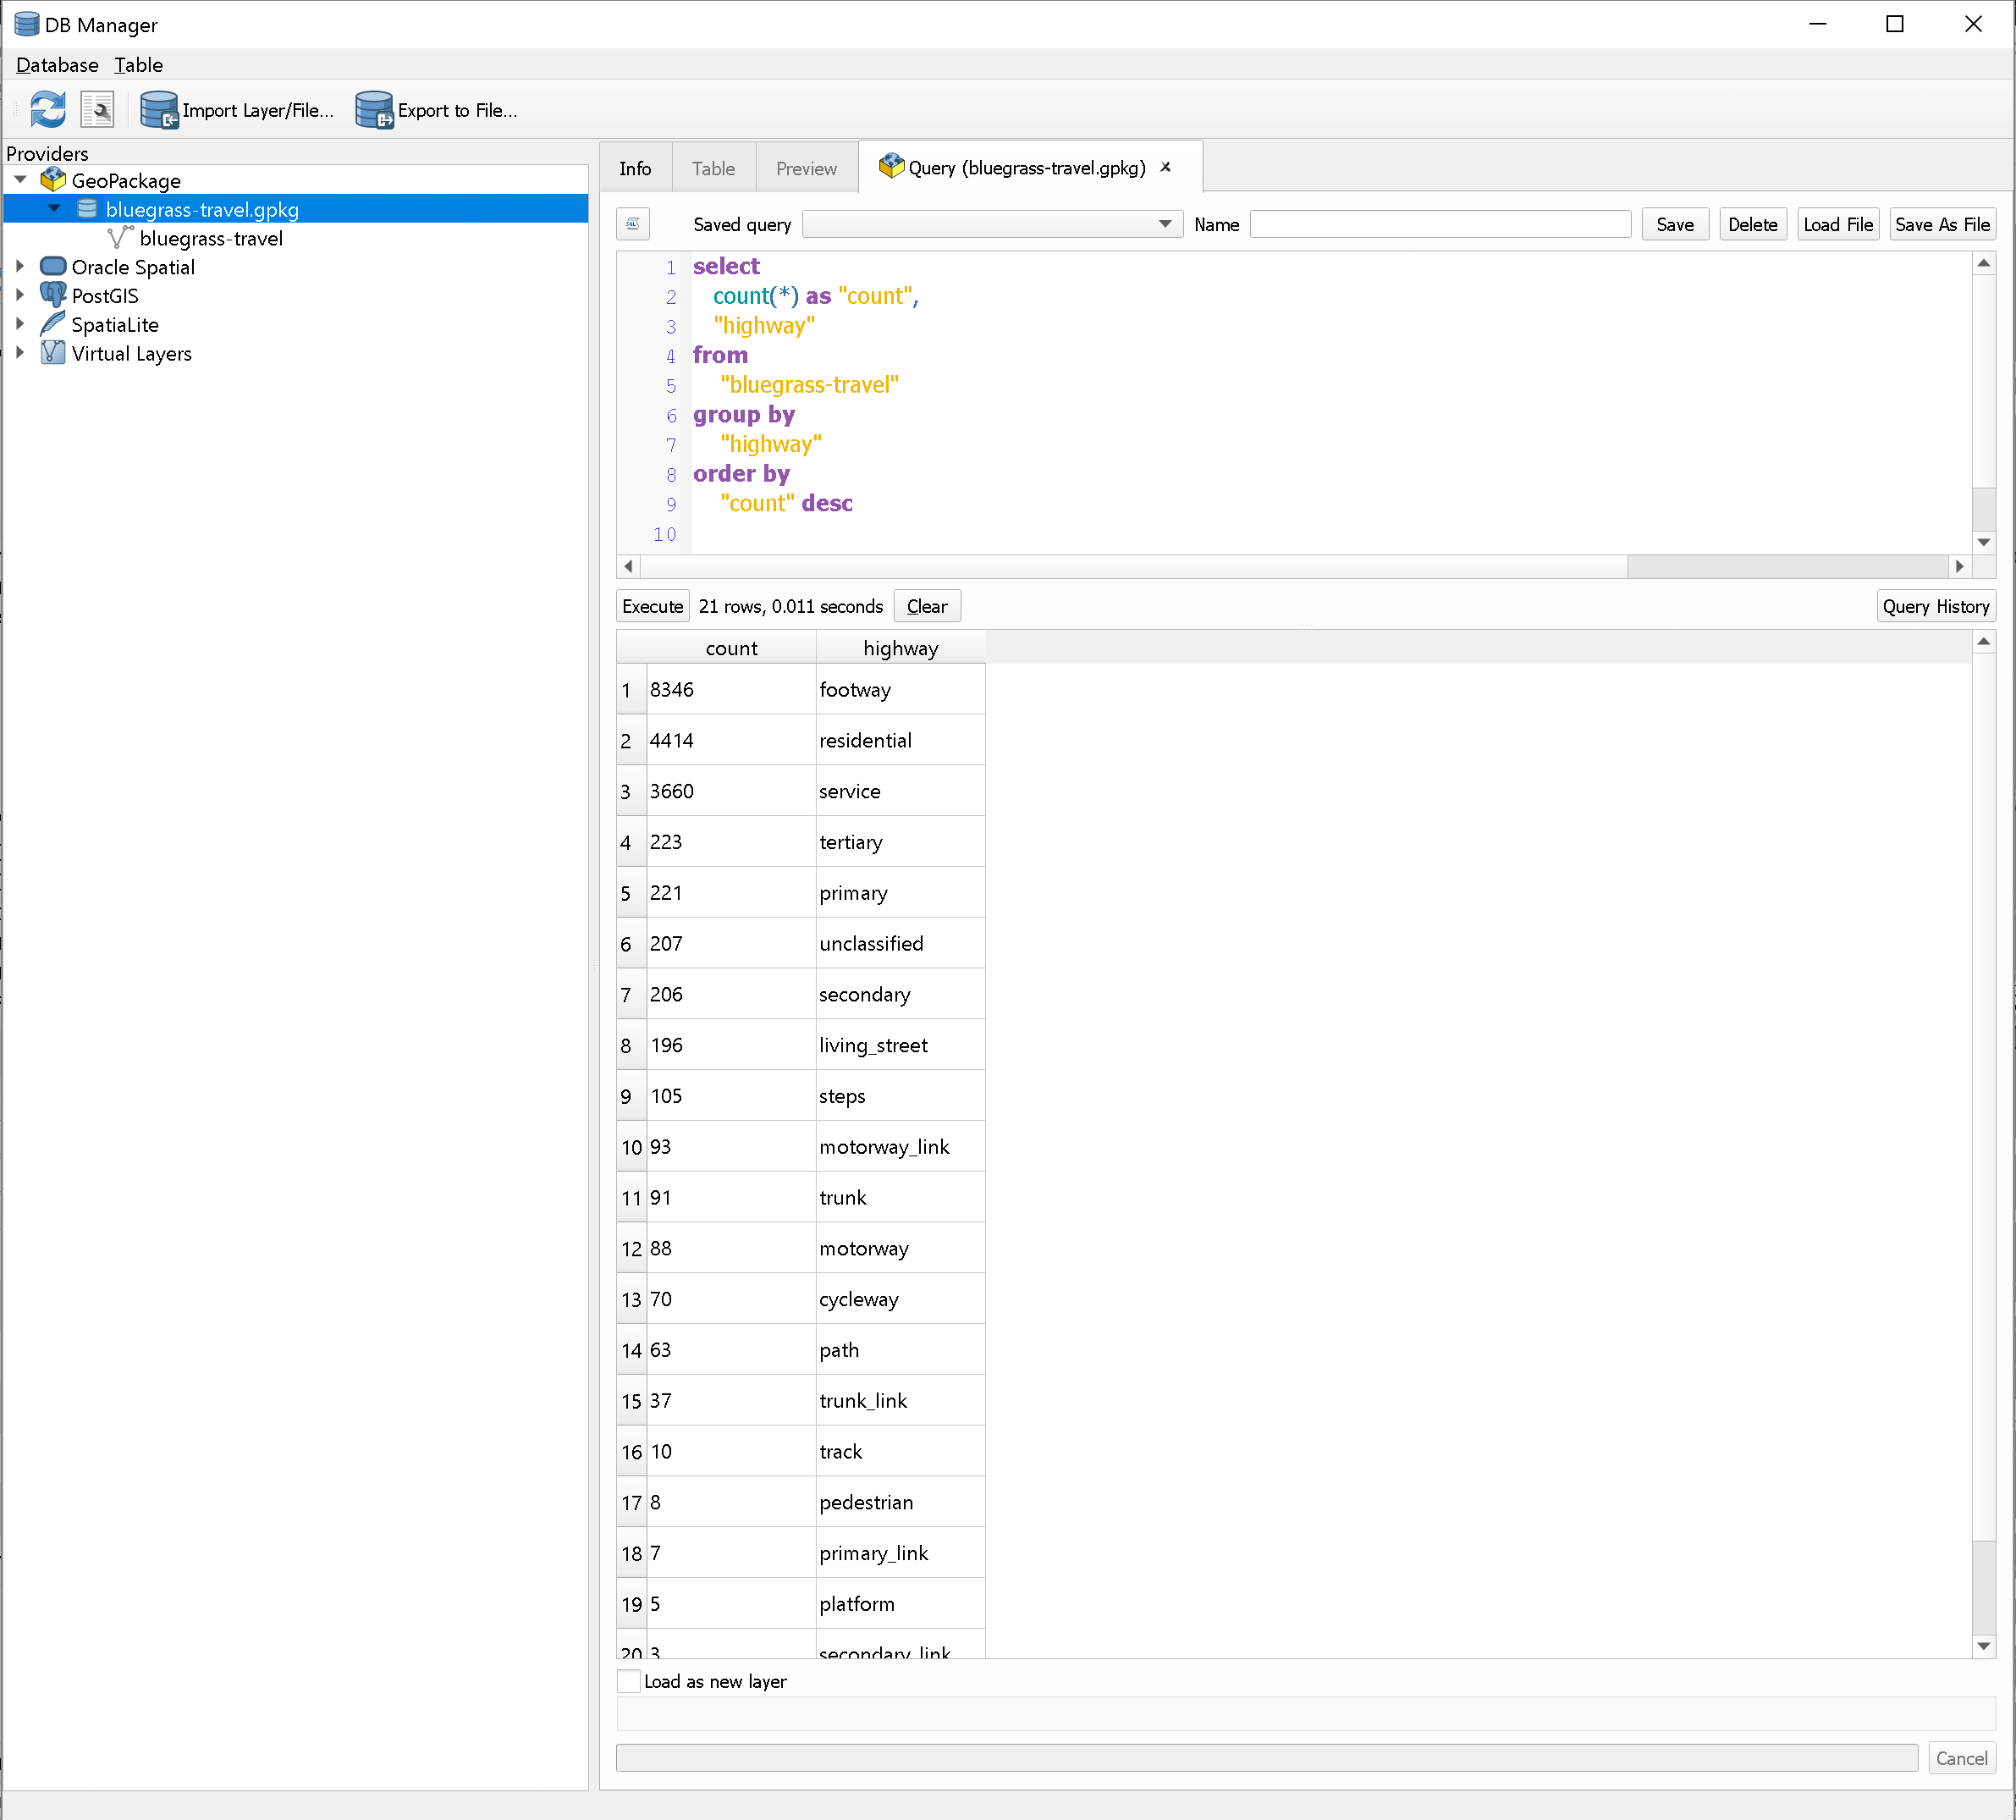 DB Manager
Database Table
Import Layer/File... Export to File...
Providers
GeoPackage
bluegrass-travel.gpkg
bluegrass-travel
Oracle Spatial
PostGIS
SpatiaLite
Virtual Layers
Info Table Preview Query (bluegrass-travel.gpkg)
Saved query Name Save Delete Load File Save As File
1 select
2 count(*) as "count",
3 "highway"
4 from
5 "bluegrass-travel"
6 group by
7 "highway"
8 order by
9 "count" desc
10
Execute 21 rows, 0.011 seconds Clear Query History
count highway
1 8346 footway
2 4414 residential
3 3660 service
4 223 tertiary
5 221 primary
6 207 unclassified
7 206 secondary
8 196 living_street
9 105 steps
10 93 motorway_link
11 91 trunk
12 88 motorway
13 70 cycleway
14 63 path
15 37 trunk_link
16 10 track
17 8 pedestrian
18 7 primary_link
19 5 platform
20 3 secondary_link
Load as new layer
Cancel